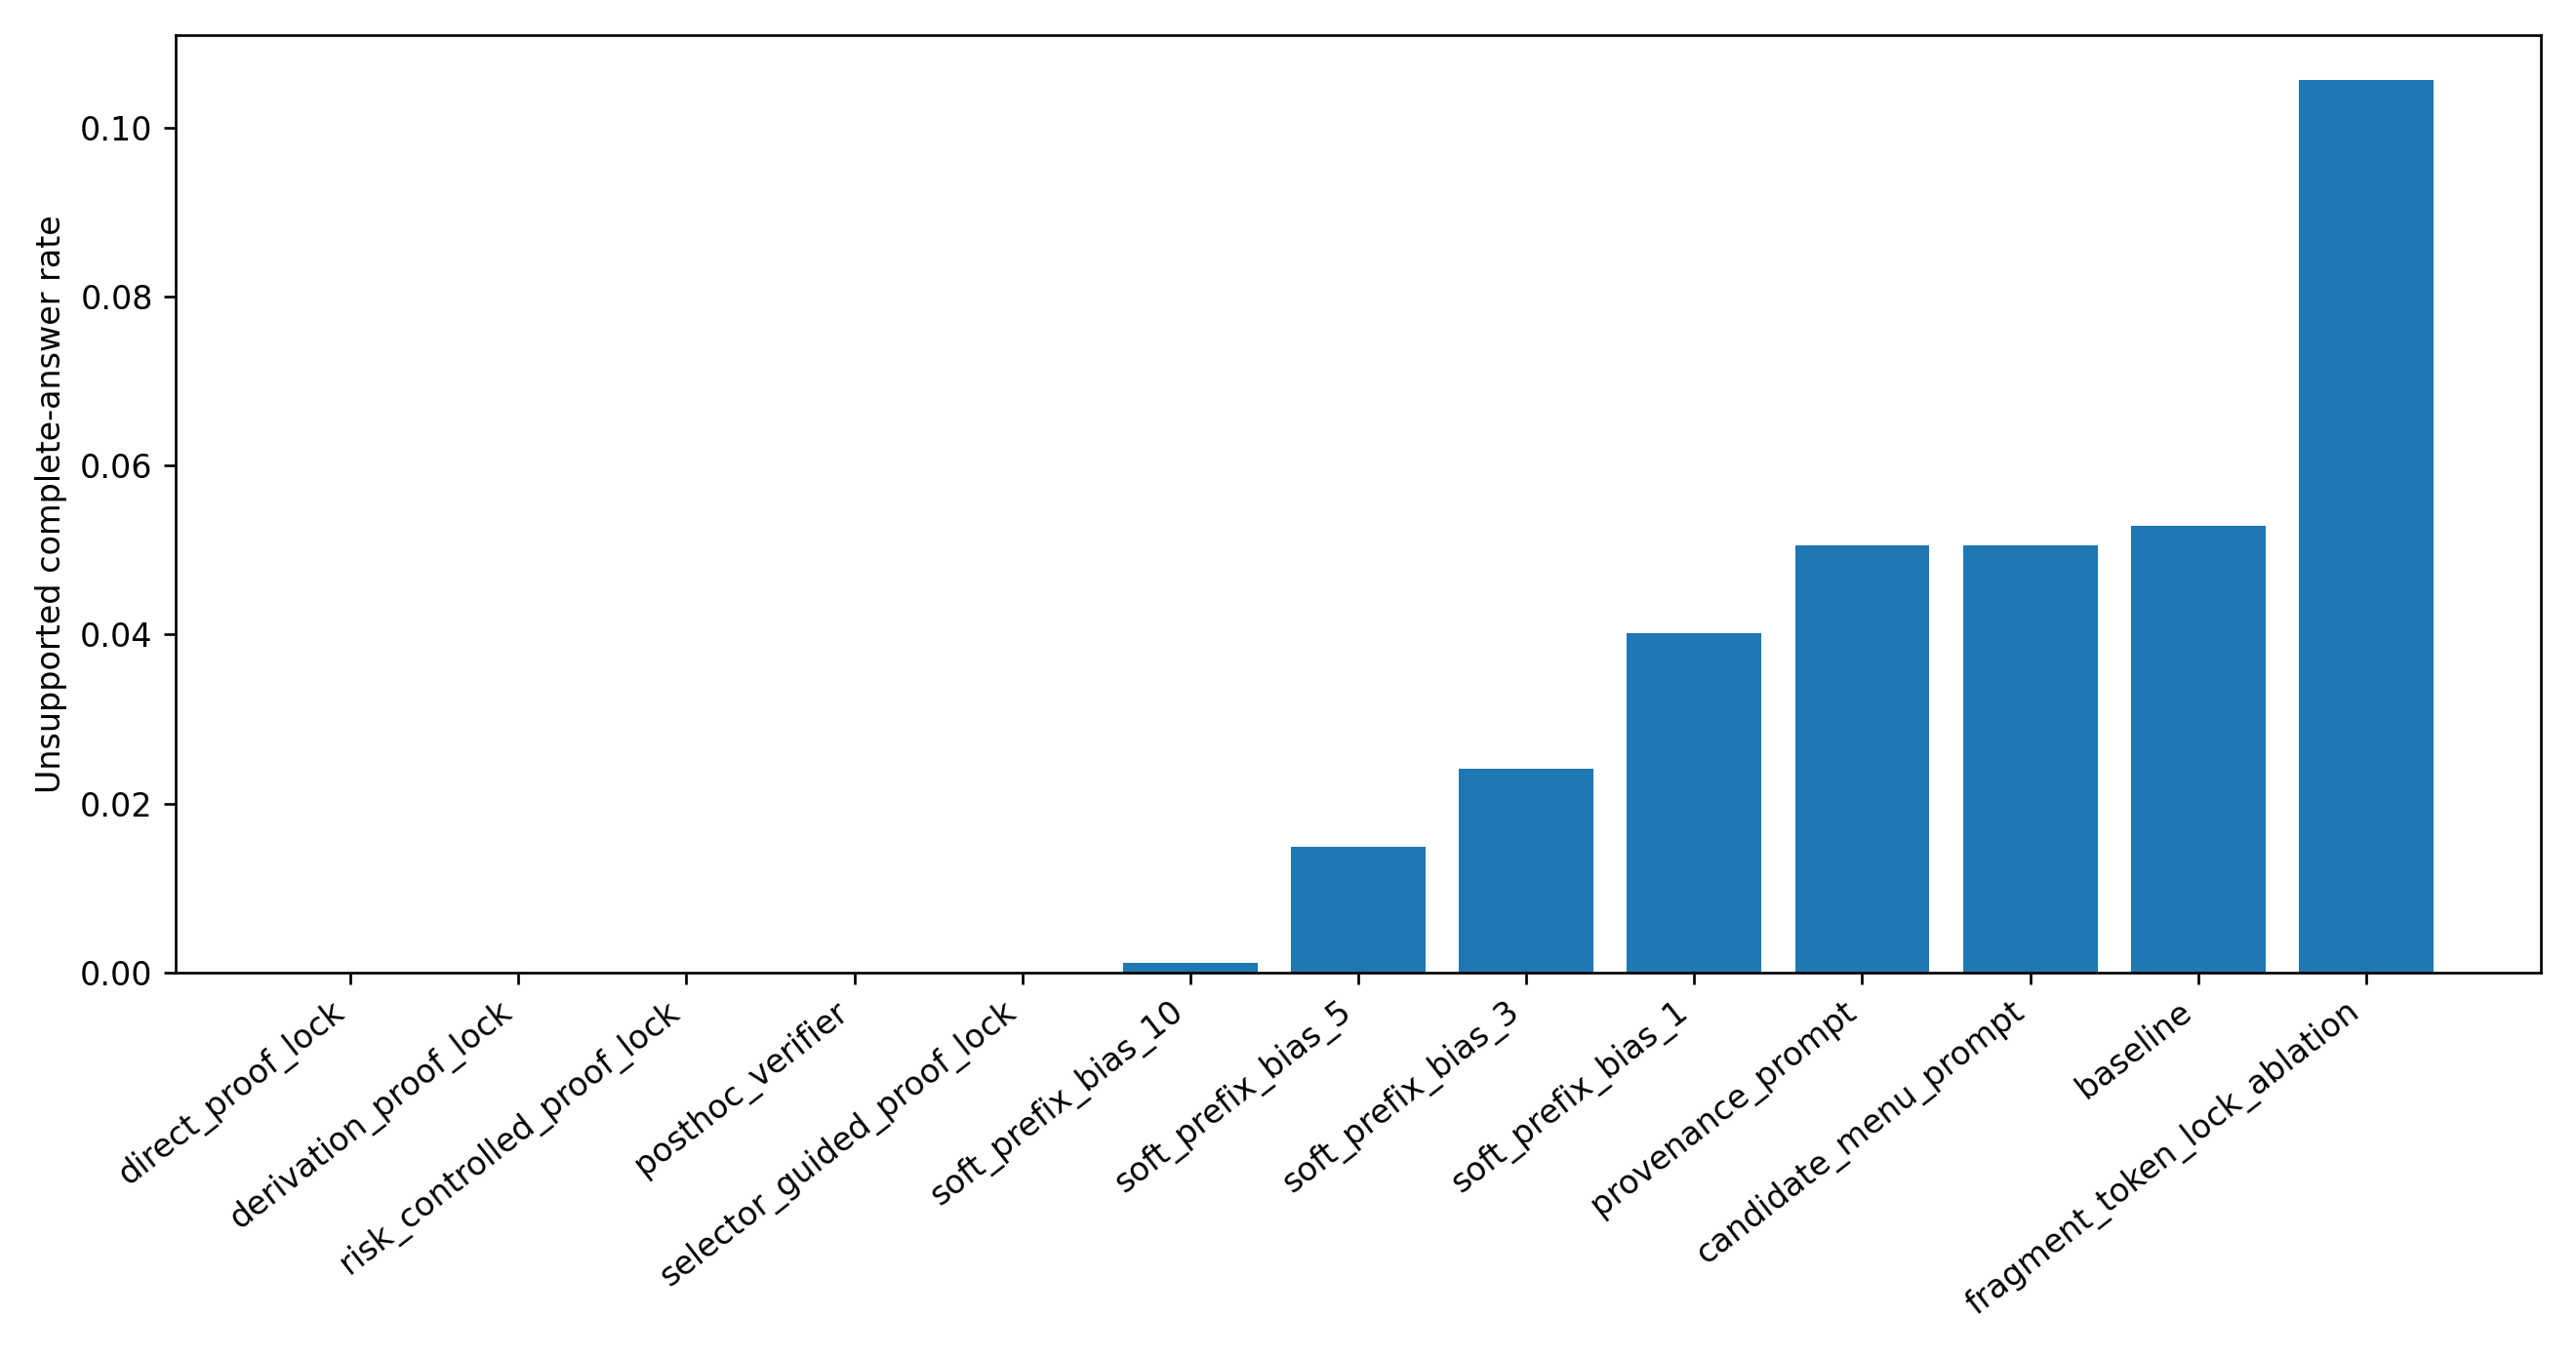 Unsupported complete-answer rate
0.10
0.08
0.06
0.04
0.02
0.00
direct_proof_lock
derivation_proof_lock
risk_controlled_proof_lock
posthoc_verifier
selector_guided_proof_lock
soft_prefix_bias_10
soft_prefix_bias_5
soft_prefix_bias_3
soft_prefix_bias_1
provenance_prompt
candidate_menu_prompt
baseline
fragment_token_lock_ablation